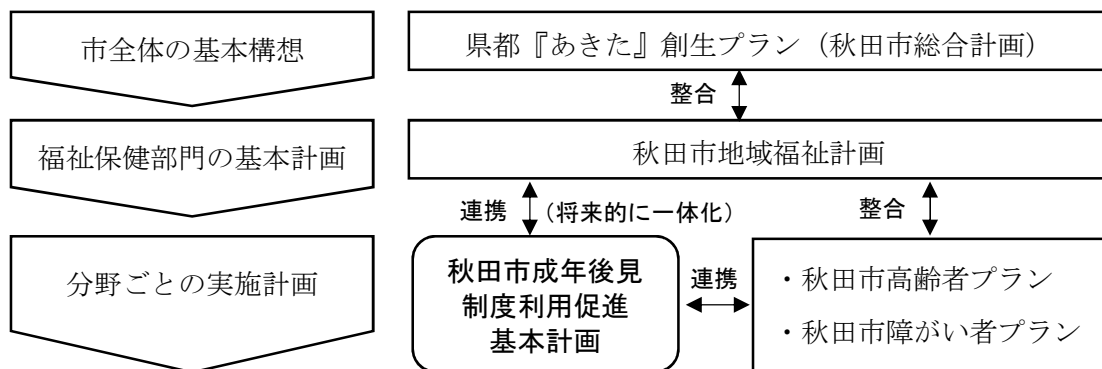 市全体の基本構想
県都『あきた』創生プラン（秋田市総合計画）
整合
福祉保健部門の基本計画
秋田市地域福祉計画
連携
（将来的に一体化）
整合
分野ごとの実施計画
秋田市成年後見
制度利用促進
基本計画
連携
・秋田市高齢者プラン
・秋田市障がい者プラン